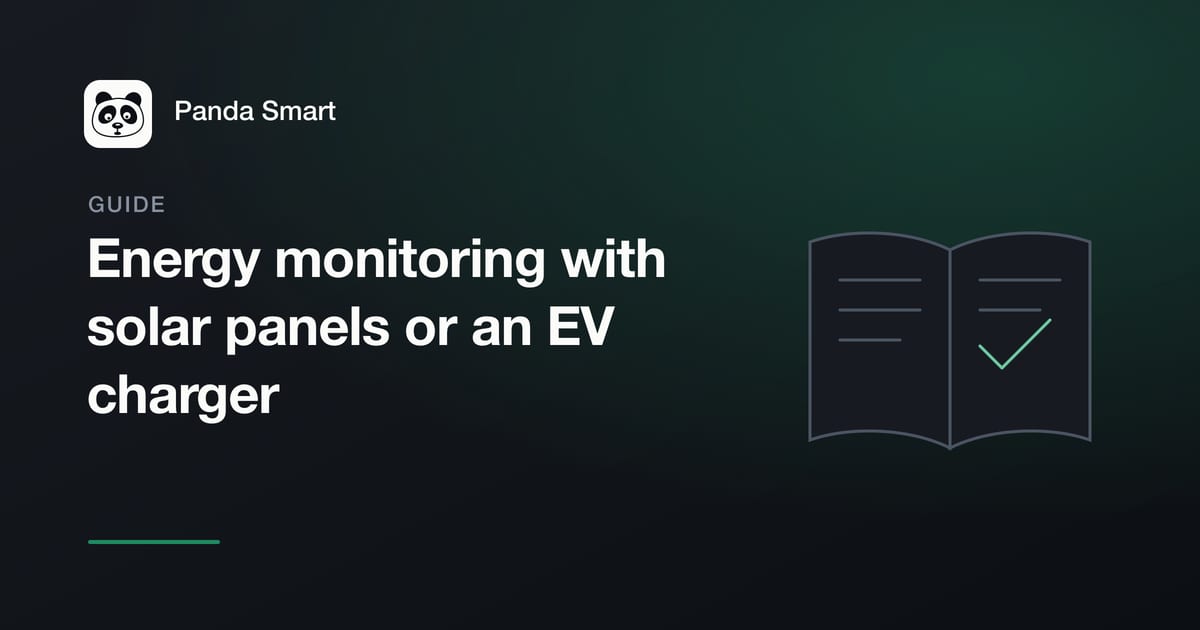 Panda Smart
GUIDE
Energy monitoring with
solar panels or an EV
charger